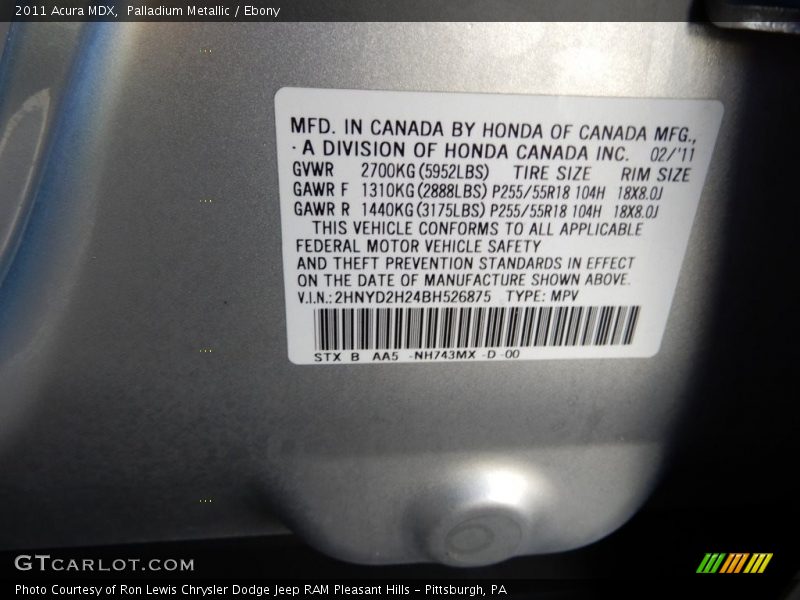 2011 Acura MDX,  Palladium Metallic / Ebony
MFD. IN CANADA BY HONDA OF CANADA MFG.,
· A DIVISION OF HONDA CANADA INC.  02/'11
GVWR  2700KG (5952LBS)  TIRE SIZE  RIM SIZE
GAWR F  1310KG (2888LBS) P255/55R18 104H  18X8.0J
GAWR R  1440KG (3175LBS) P255/55R18 104H  18X8.0J
THIS VEHICLE CONFORMS TO ALL APPLICABLE
FEDERAL MOTOR VEHICLE SAFETY
AND THEFT PREVENTION STANDARDS IN EFFECT
ON THE DATE OF MANUFACTURE SHOWN ABOVE.
V.I.N.: 2HNYD2H24BH526875  TYPE: MPV
STX B AA5 -NH743MX -D -00
GTCARLOT.COM
Photo Courtesy of Ron Lewis Chrysler Dodge Jeep RAM Pleasant Hills – Pittsburgh, PA